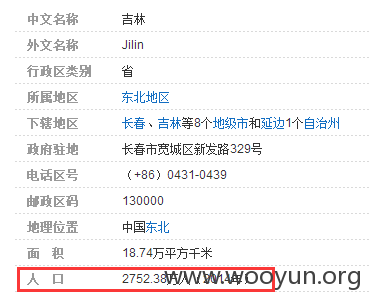 中文名称 吉林
外文名称 Jilin
行政区类别 省
所属地区 东北地区
下辖地区 长春、吉林等8个地级市和延边1个自治州
政府驻地 长春市宽城区新发路329号
电话区号 （+86）0431-0439
邮政区码 130000
地理位置 中国东北
面 积 18.74万平方千米
人 口 2752.38万
www.wooyun.org